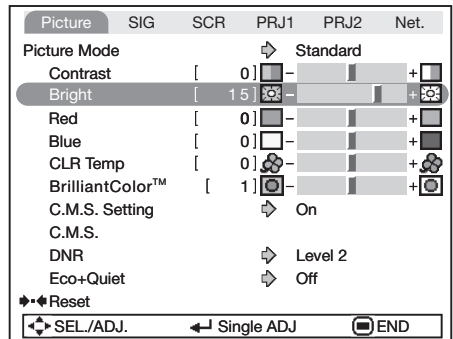 Picture SIG SCR PRJ1 PRJ2 Net.
Picture Mode Standard
Contrast [ 0] - +
Bright [ 15] - +
Red [ 0] - +
Blue [ 0] - +
CLR Temp [ 0] - +
BrilliantColor™ [ 1] - +
C.M.S. Setting On
C.M.S.
DNR Level 2
Eco+Quiet Off
Reset
SEL./ADJ. Single ADJ END